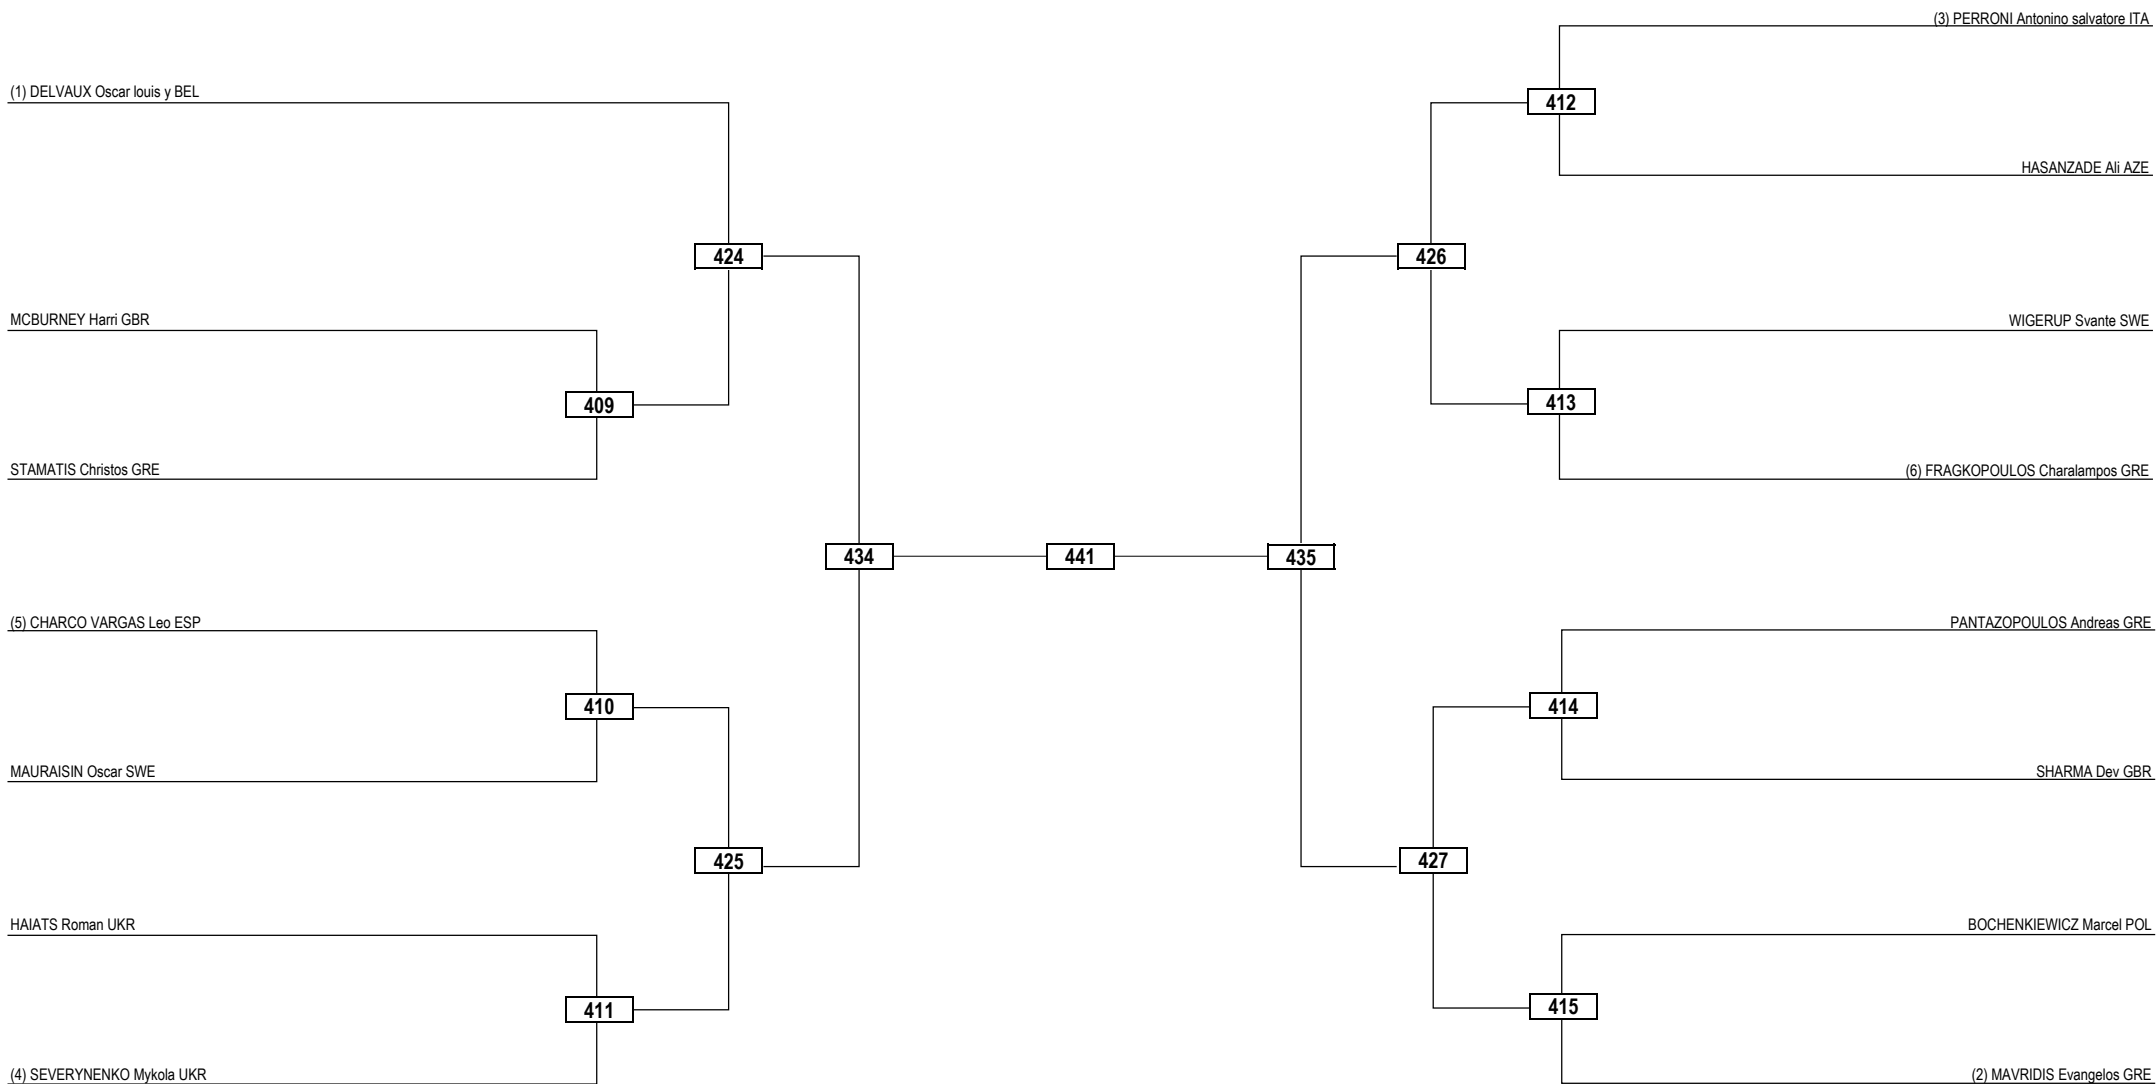 (1) DELVAUX Oscar louis y BEL
424
MCBURNEY Harri GBR
409
STAMATIS Christos GRE
434
(5) CHARCO VARGAS Leo ESP
410
MAURAISIN Oscar SWE
425
HAIATS Roman UKR
411
(4) SEVERYNENKO Mykola UKR
441
(3) PERRONI Antonino salvatore ITA
412
HASANZADE Ali AZE
426
WIGERUP Svante SWE
413
(6) FRAGKOPOULOS Charalampos GRE
435
PANTAZOPOULOS Andreas GRE
414
SHARMA Dev GBR
427
BOCHENKIEWICZ Marcel POL
415
(2) MAVRIDIS Evangelos GRE